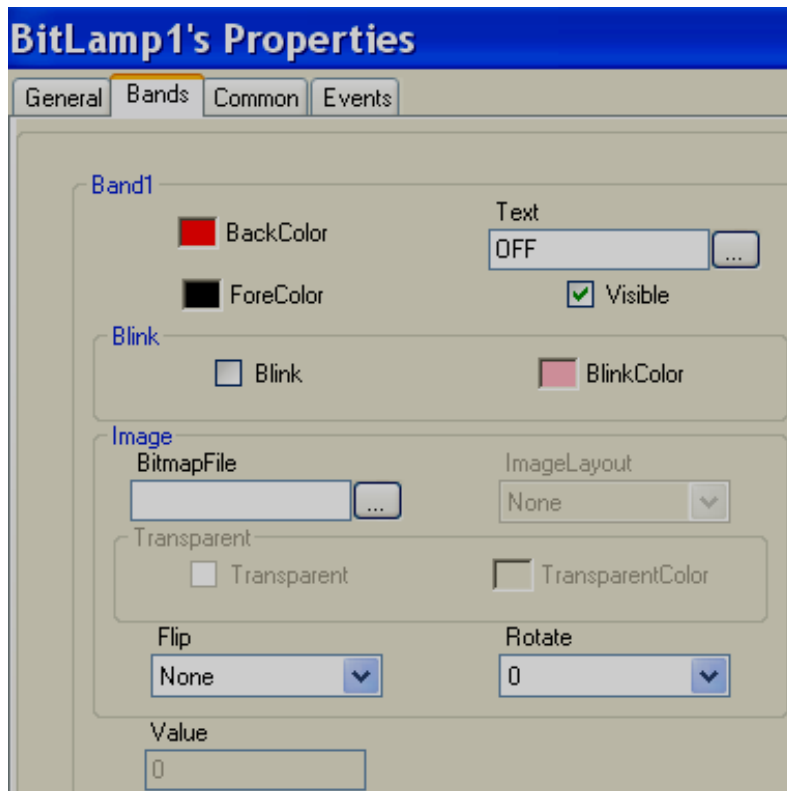 BitLamp1's Properties
General Bands Common Events
Band1
BackColor
Text
OFF ...
ForeColor Visible
Blink
Blink BlinkColor
Image
BitmapFile ImageLayout
... None
Transparent
Transparent TransparentColor
Flip Rotate
None 0
Value
0